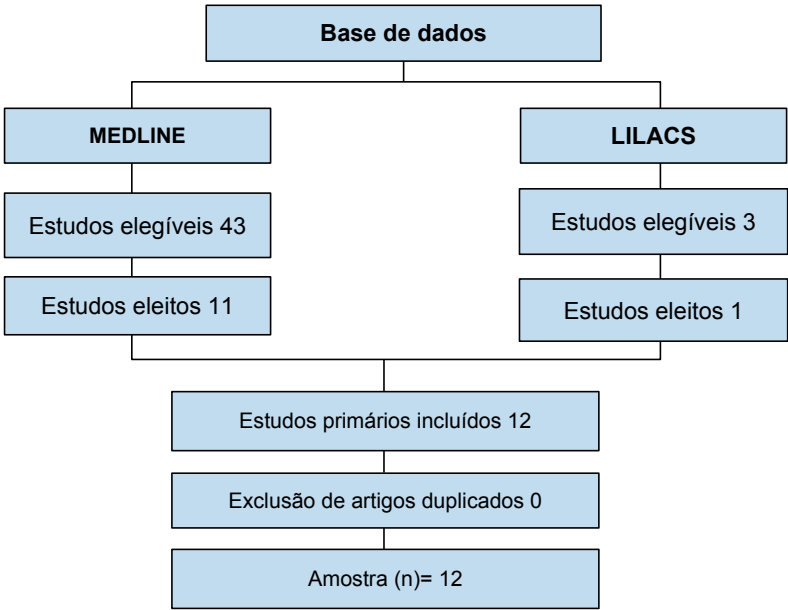 Base de dados
MEDLINE
LILACS
Estudos elegíveis 43
Estudos elegíveis 3
Estudos eleitos 11
Estudos eleitos 1
Estudos primários incluídos 12
Exclusão de artigos duplicados 0
Amostra (n)= 12